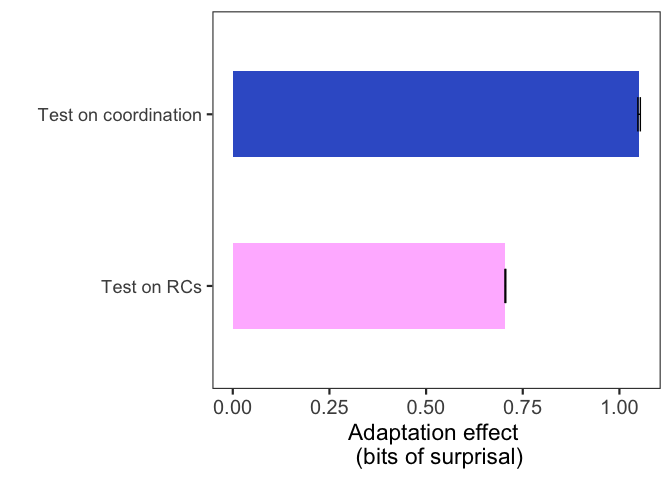 Test on coordination
Test on RCs
0.00 0.25 0.50 0.75 1.00
Adaptation effect
(bits of surprisal)